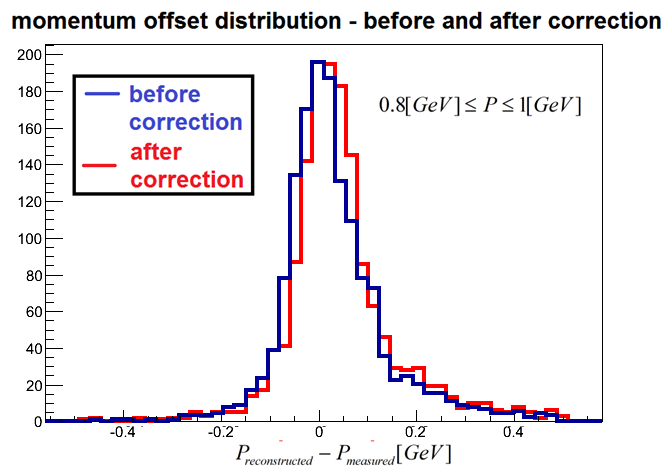 momentum offset distribution - before and after correction
200
180
160
140
120
100
80
60
40
20
0
before
correction
after
correction
0.8[GeV] ≤ P ≤ 1[GeV]
-0.4 -0.2 0 0.2 0.4
P_reconstructed − P_measured [GeV]